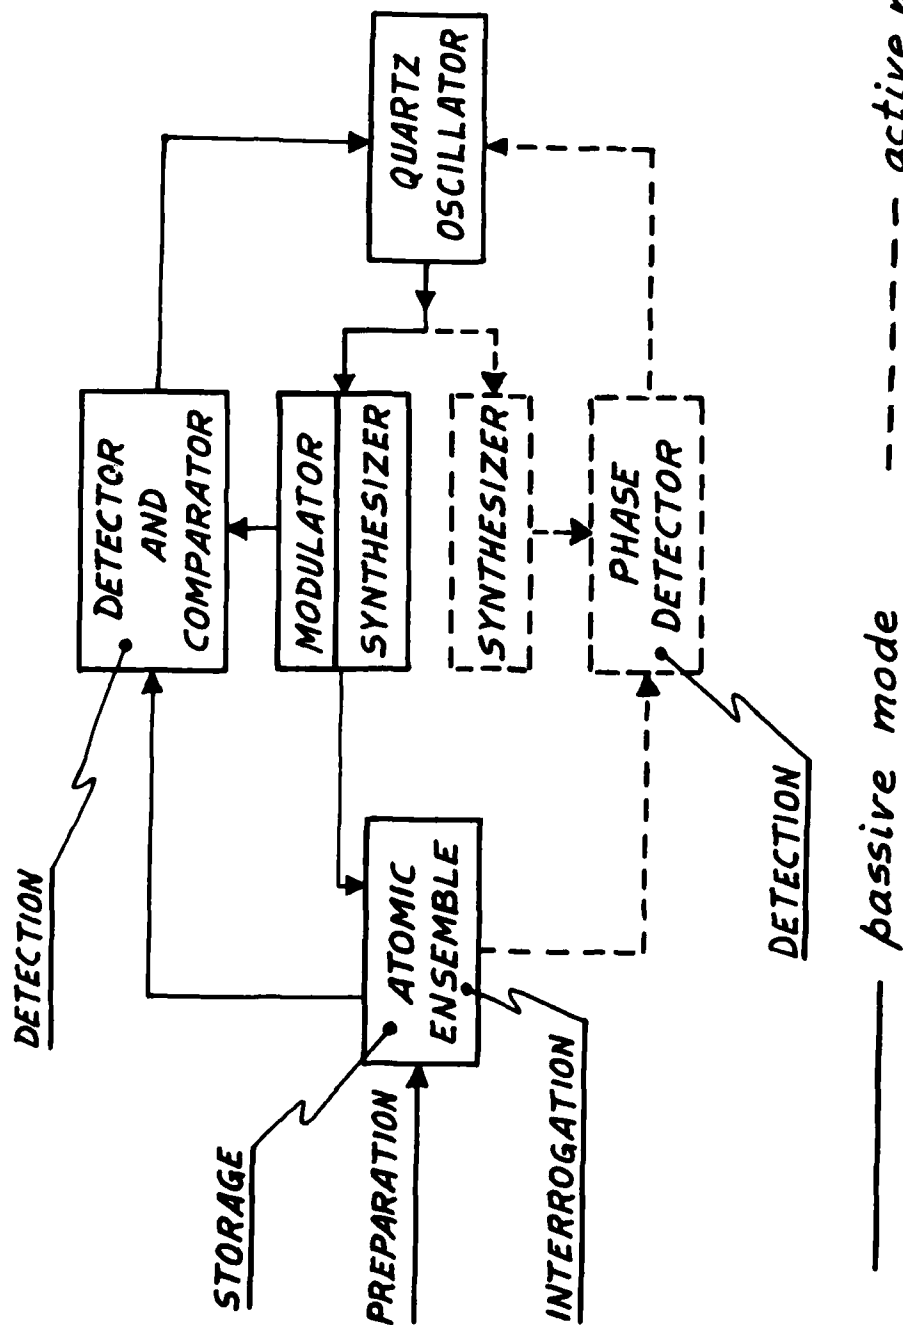 DETECTION
DETECTOR
AND
COMPARATOR
MODULATOR
SYNTHESIZER
QUARTZ
OSCILLATOR
STORAGE
PREPARATION
ATOMIC
ENSEMBLE
INTERROGATION
SYNTHESIZER
PHASE
DETECTOR
DETECTION
passive mode
active